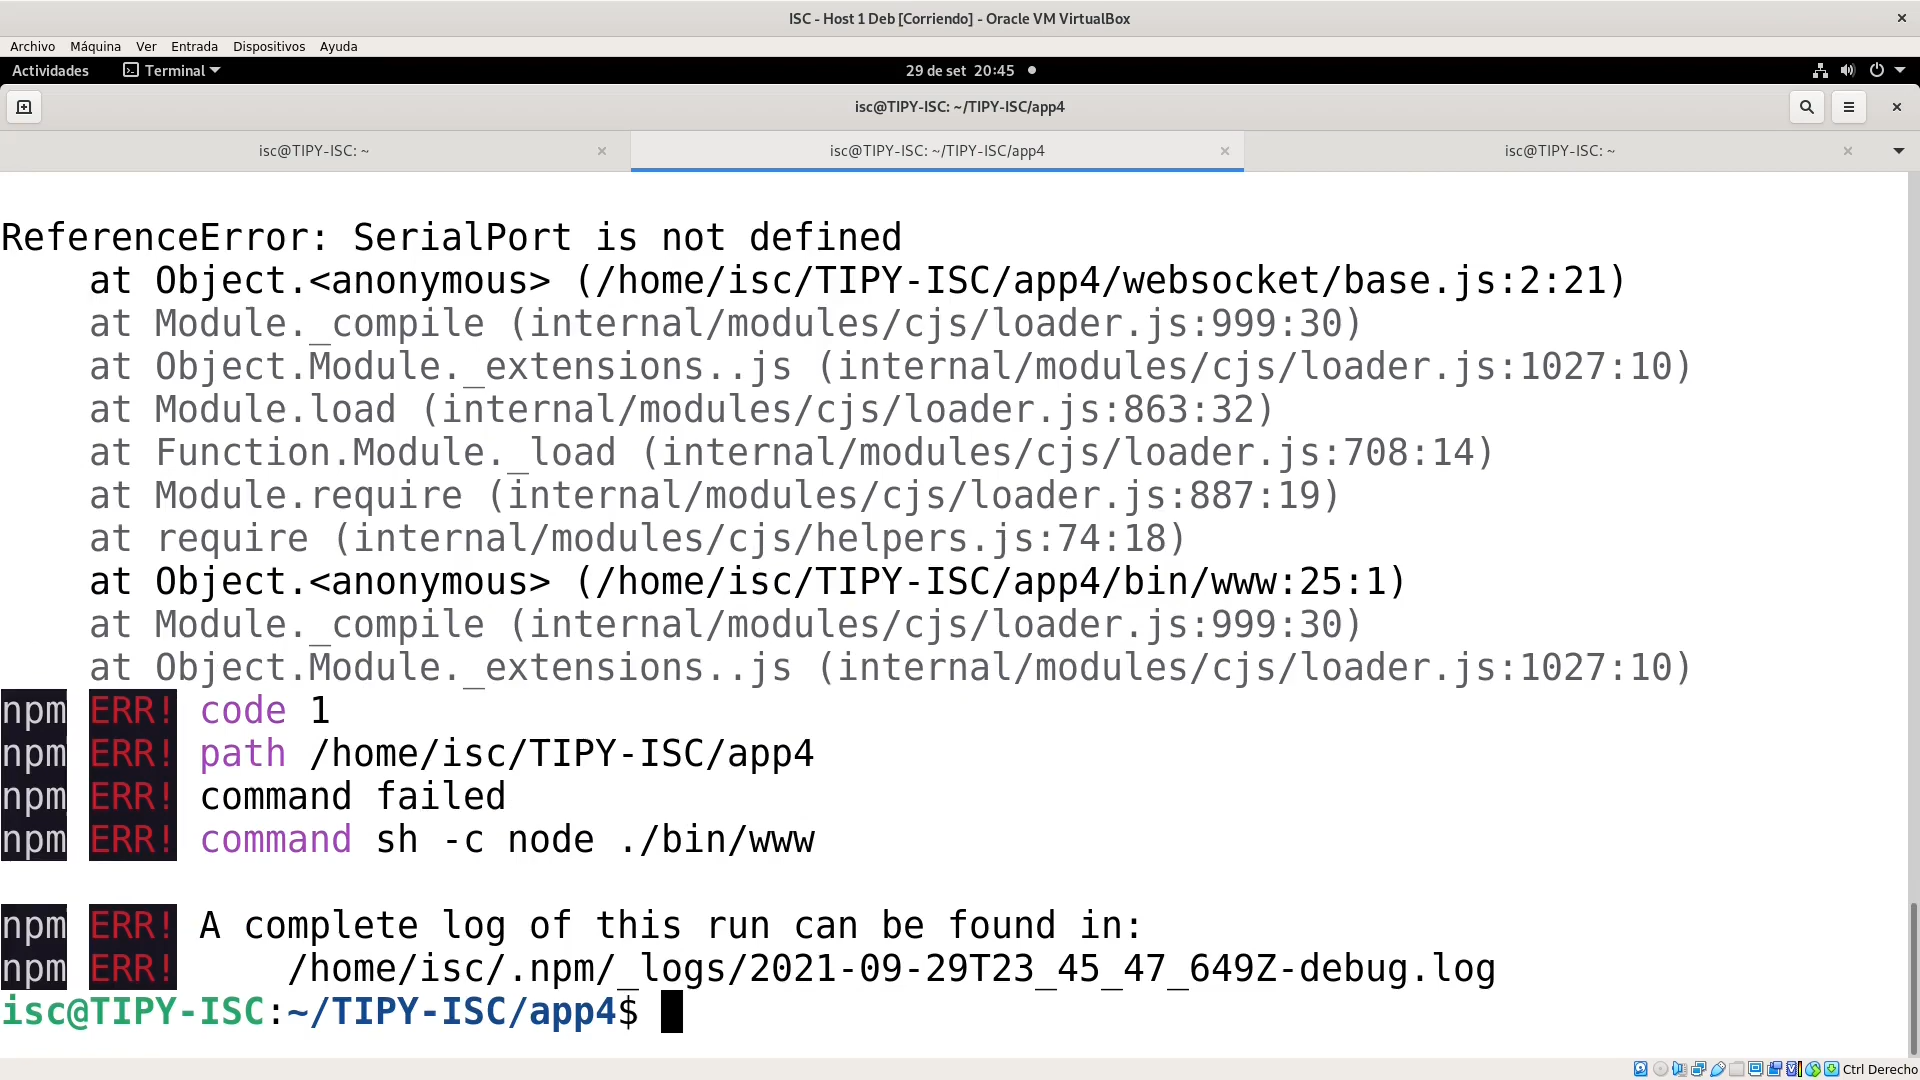 ISC - Host 1 Deb [Corriendo] - Oracle VM VirtualBox
Archivo Máquina Ver Entrada Dispositivos Ayuda
Actividades Terminal 29 de set 20:45
isc@TIPY-ISC: ~/TIPY-ISC/app4
isc@TIPY-ISC: ~ isc@TIPY-ISC: ~/TIPY-ISC/app4 isc@TIPY-ISC: ~
ReferenceError: SerialPort is not defined
at Object.<anonymous> (/home/isc/TIPY-ISC/app4/websocket/base.js:2:21)
at Module._compile (internal/modules/cjs/loader.js:999:30)
at Object.Module._extensions..js (internal/modules/cjs/loader.js:1027:10)
at Module.load (internal/modules/cjs/loader.js:863:32)
at Function.Module._load (internal/modules/cjs/loader.js:708:14)
at Module.require (internal/modules/cjs/loader.js:887:19)
at require (internal/modules/cjs/helpers.js:74:18)
at Object.<anonymous> (/home/isc/TIPY-ISC/app4/bin/www:25:1)
at Module._compile (internal/modules/cjs/loader.js:999:30)
at Object.Module._extensions..js (internal/modules/cjs/loader.js:1027:10)
npm ERR! code 1
npm ERR! path /home/isc/TIPY-ISC/app4
npm ERR! command failed
npm ERR! command sh -c node ./bin/www
npm ERR! A complete log of this run can be found in:
npm ERR! /home/isc/.npm/_logs/2021-09-29T23_45_47_649Z-debug.log
isc@TIPY-ISC:~/TIPY-ISC/app4$
Ctrl Derecho